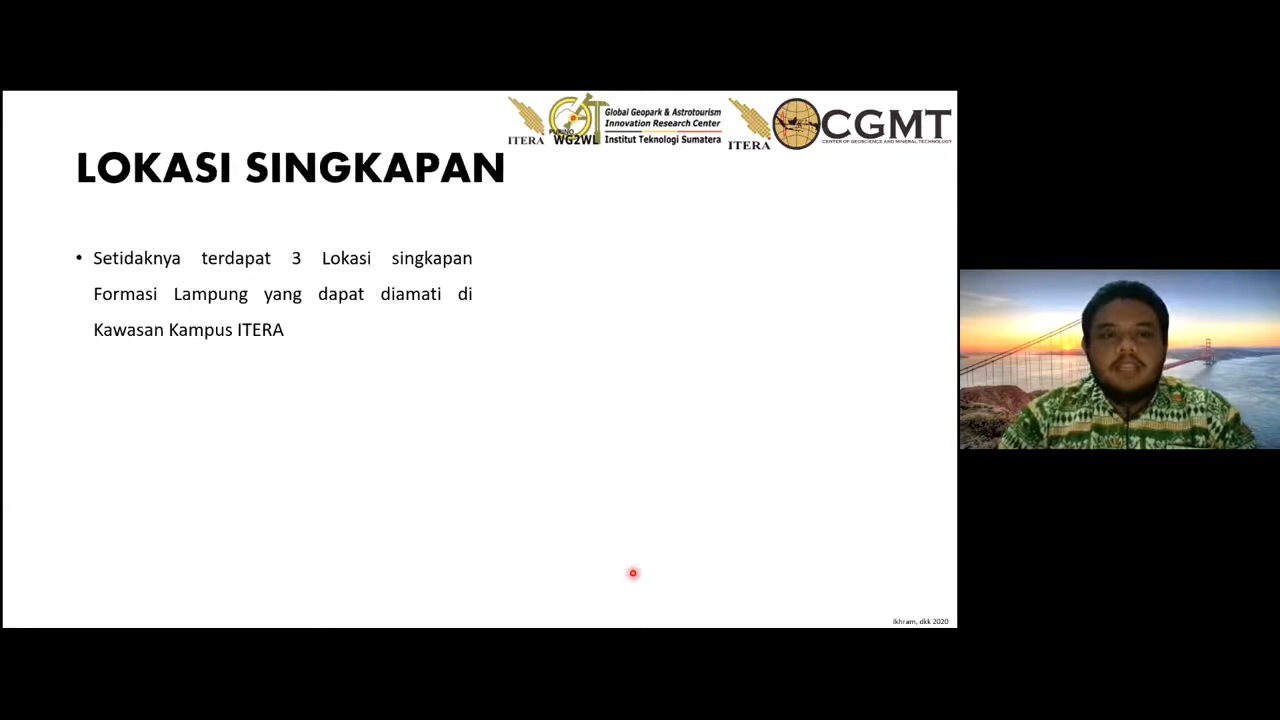 Global Geopark & Astrotourism
Innovation Research Center
Institut Teknologi Sumatera
ITERA
WG2WL
ITERA
CGMT
CENTER OF GEOSCIENCE AND MINERAL TECHNOLOGY
LOKASI SINGKAPAN
• Setidaknya terdapat 3 Lokasi singkapan
Formasi Lampung yang dapat diamati di
Kawasan Kampus ITERA
Ikhram, dkk 2020